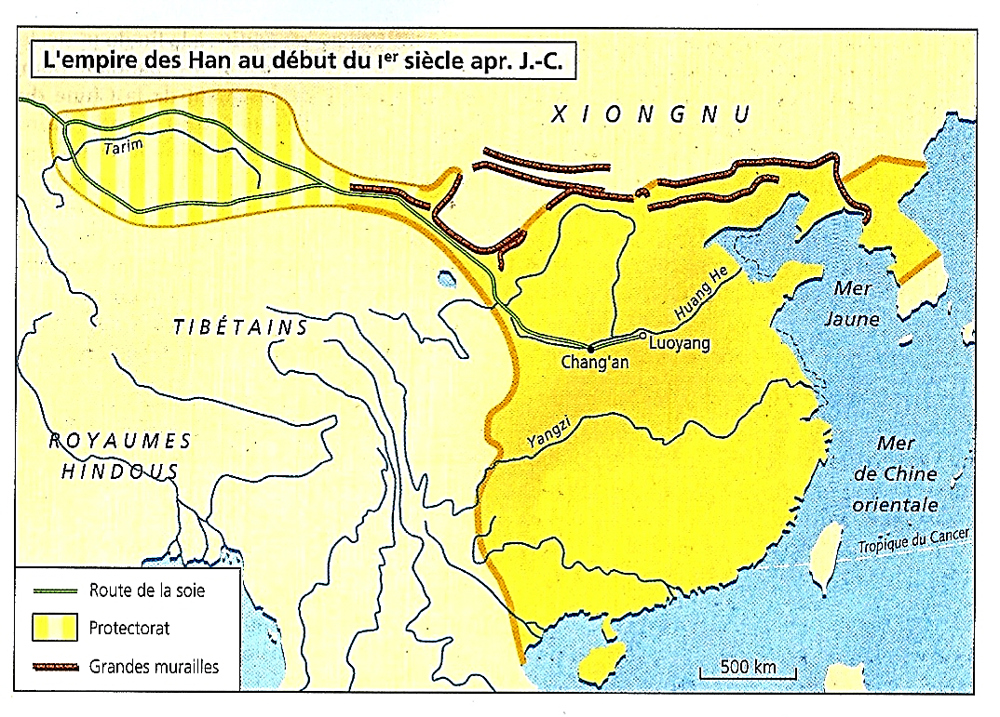 L'empire des Han au début du Ier siècle apr. J.-C.
XIONGNU
Tarim
Mer
Jaune
Huang He
TIBÉTAINS
Luoyang
Chang'an
Yangzi
ROYAUMES
HINDOUS
Mer
de Chine
orientale
Tropique du Cancer
Route de la soie
Protectorat
Grandes murailles
500 km